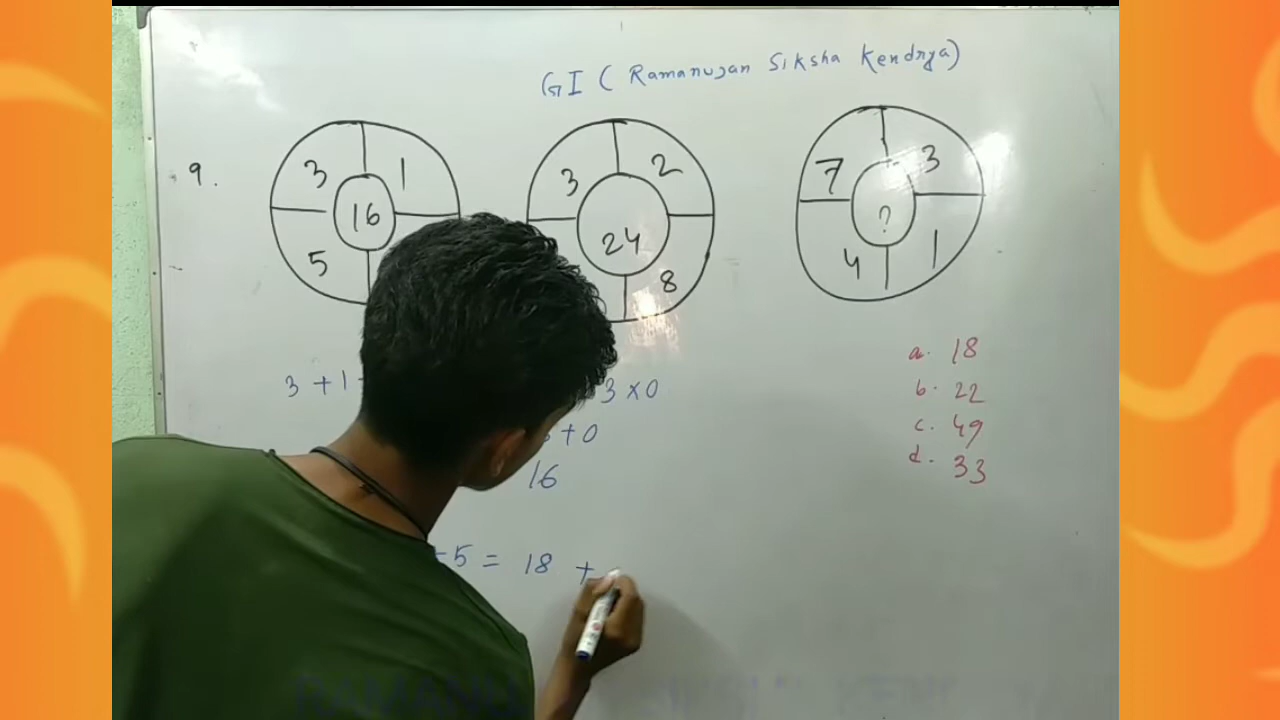 GI ( Ramanujan Siksha Kendrya)
9.
3 1 16 5
3 2 24 8
7 3 ? 4 1
a. 18
b. 22
c. 49
d. 33
3 + 1
3 × 0
+ 0
16
+ 5 = 18 +